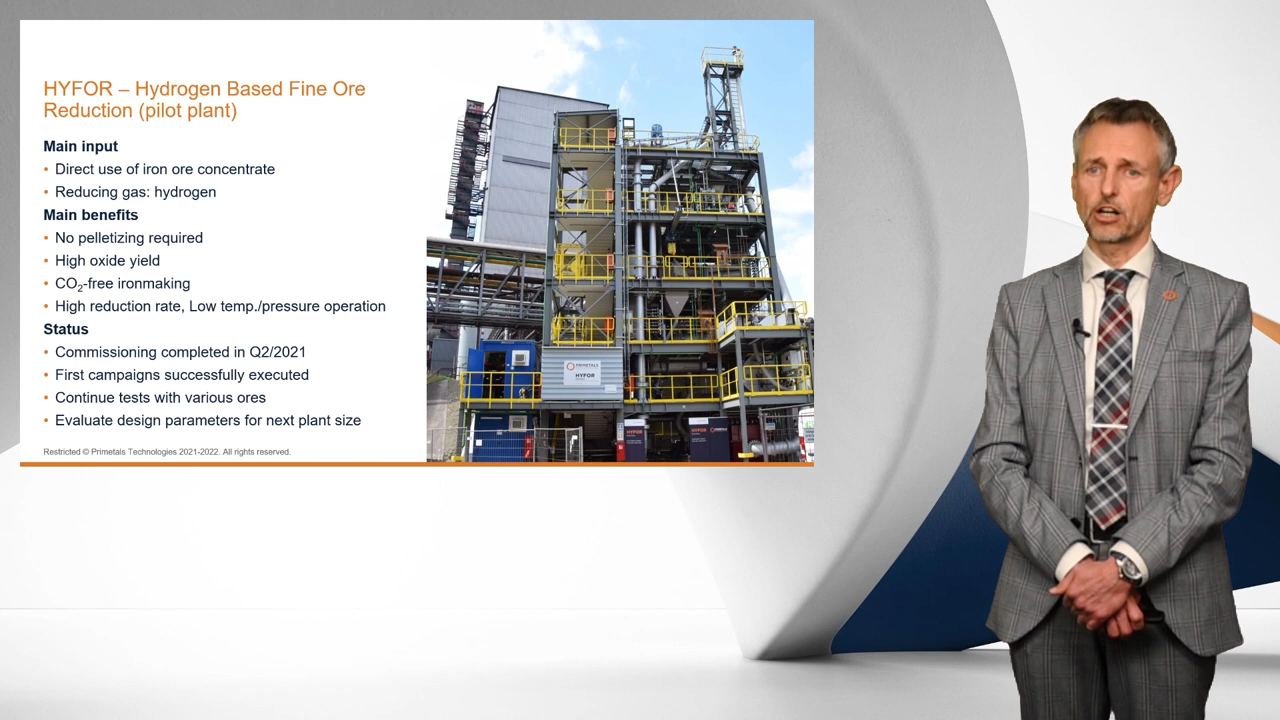 HYFOR – Hydrogen Based Fine Ore
Reduction (pilot plant)
Main input
• Direct use of iron ore concentrate
• Reducing gas: hydrogen
Main benefits
• No pelletizing required
• High oxide yield
• CO₂-free ironmaking
• High reduction rate, Low temp./pressure operation
Status
• Commissioning completed in Q2/2021
• First campaigns successfully executed
• Continue tests with various ores
• Evaluate design parameters for next plant size
Restricted © Primetals Technologies 2021-2022. All rights reserved.
PRIMETALS
HYFOR
HYFOR
HYFOR